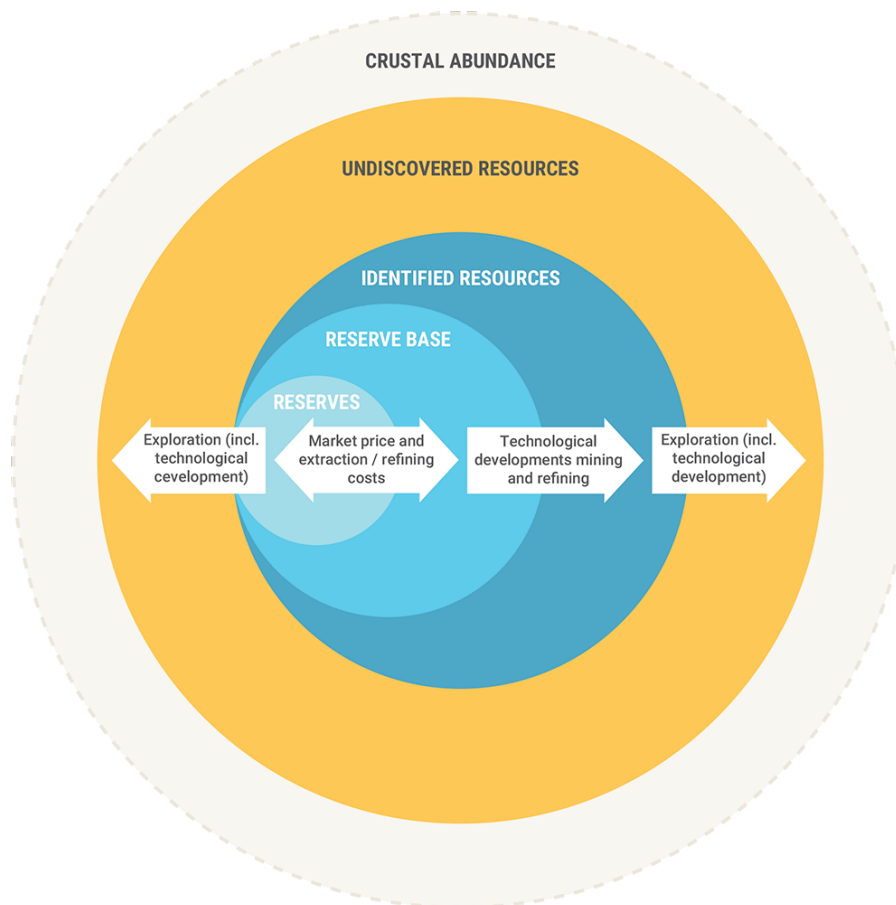 CRUSTAL ABUNDANCE
UNDISCOVERED RESOURCES
IDENTIFIED RESOURCES
RESERVE BASE
RESERVES
Exploration (incl.
technological
cevelopment)
Market price and
extraction / refining
costs
Technological
developments mining
and refining
Exploration (incl.
technological
development)